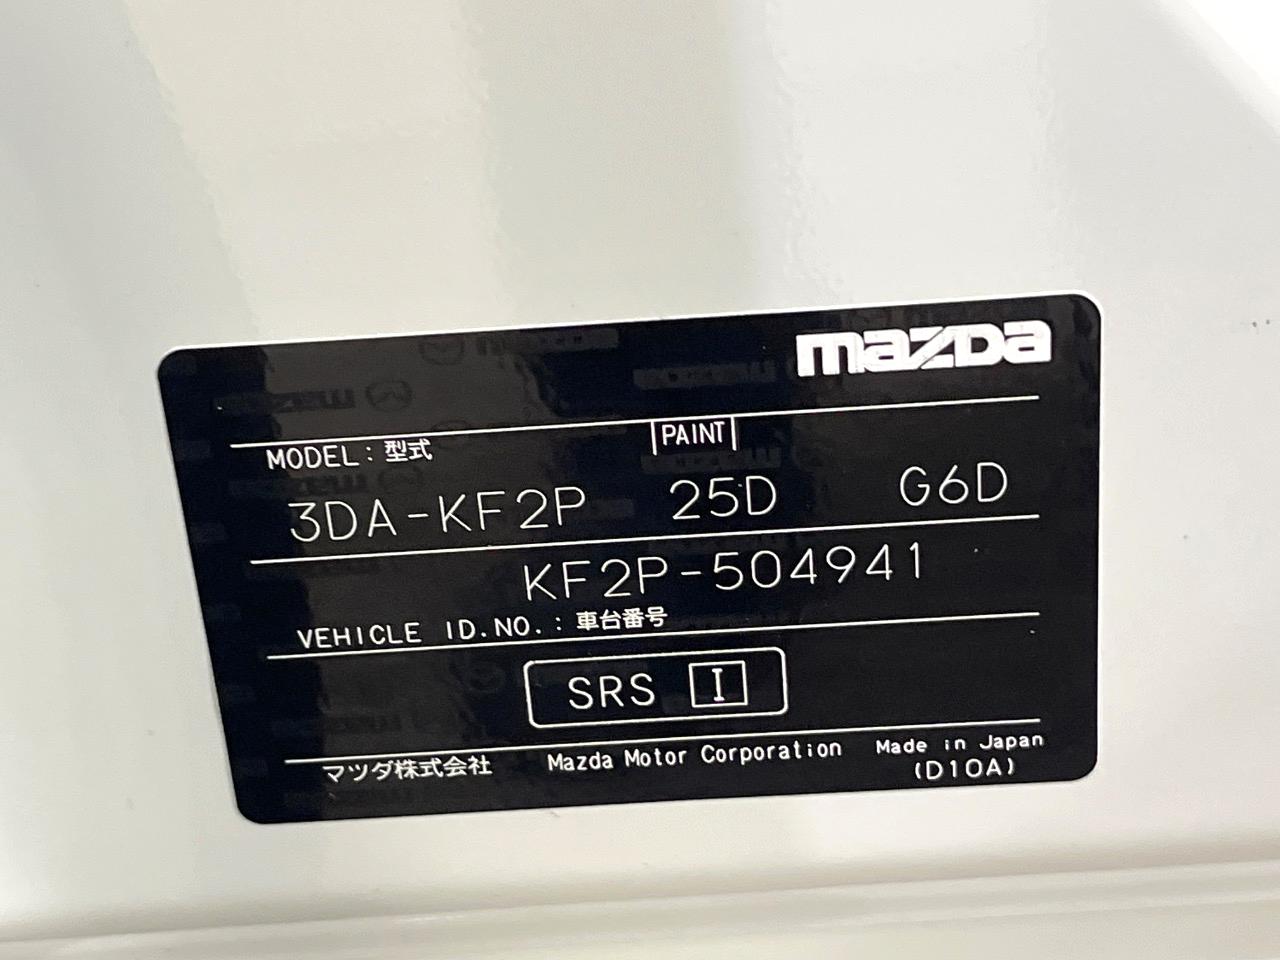 mazda
MODEL:型式 PAINT
3DA-KF2P 25D G6D
KF2P-504941
VEHICLE ID.NO.:車台番号
SRS I
マツダ株式会社 Mazda Motor Corporation Made in Japan
(D10A)